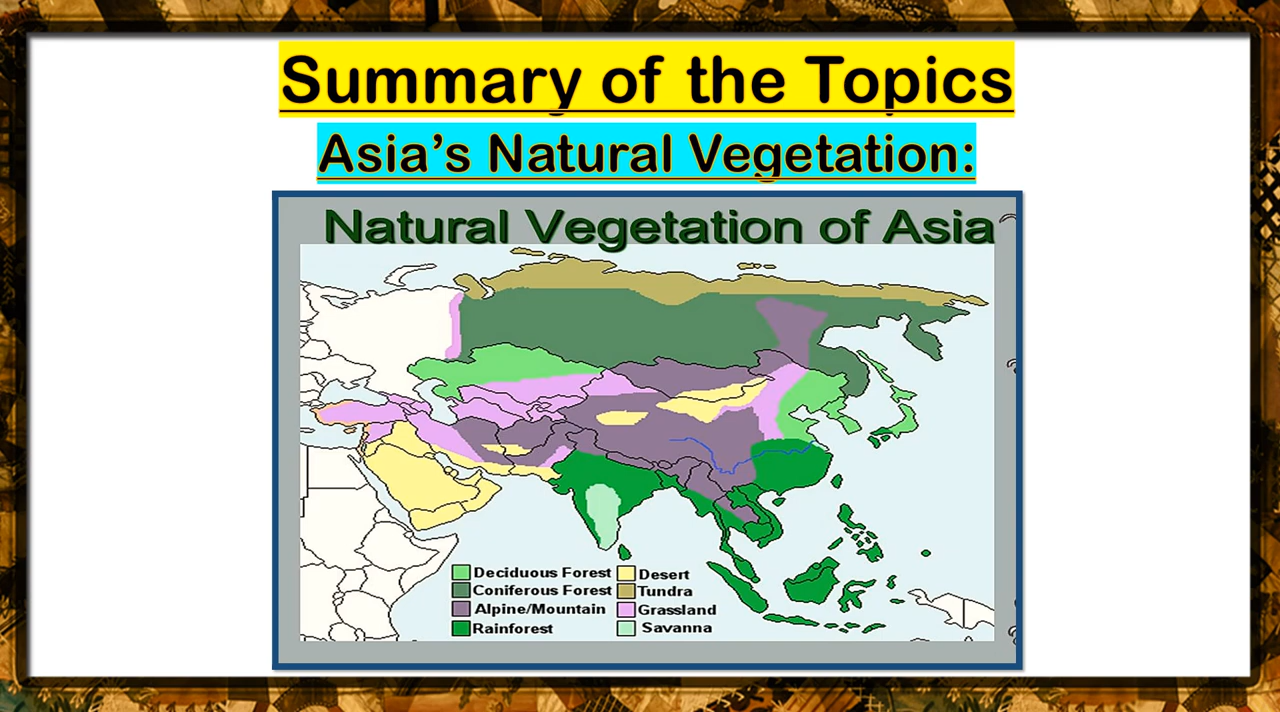 Summary of the Topics
Asia’s Natural Vegetation:
Natural Vegetation of Asia
Deciduous Forest
Coniferous Forest
Alpine/Mountain
Rainforest
Desert
Tundra
Grassland
Savanna